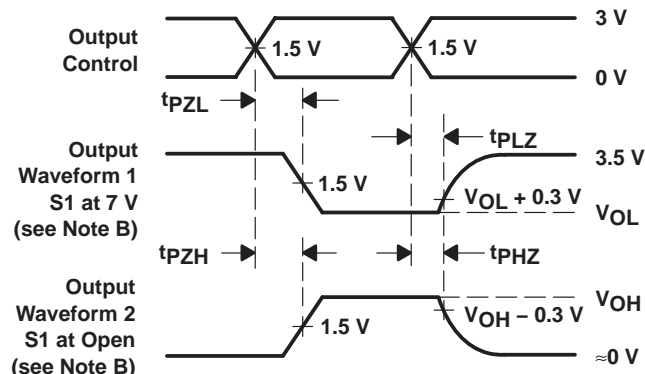 3 V
Output
Control
1.5 V
1.5 V
0 V
tPZL
tPLZ
Output
Waveform 1
S1 at 7 V
(see Note B)
3.5 V
1.5 V
VOL + 0.3 V
VOL
tPZH
tPHZ
Output
Waveform 2
S1 at Open
(see Note B)
VOH
VOH − 0.3 V
1.5 V
≈0 V